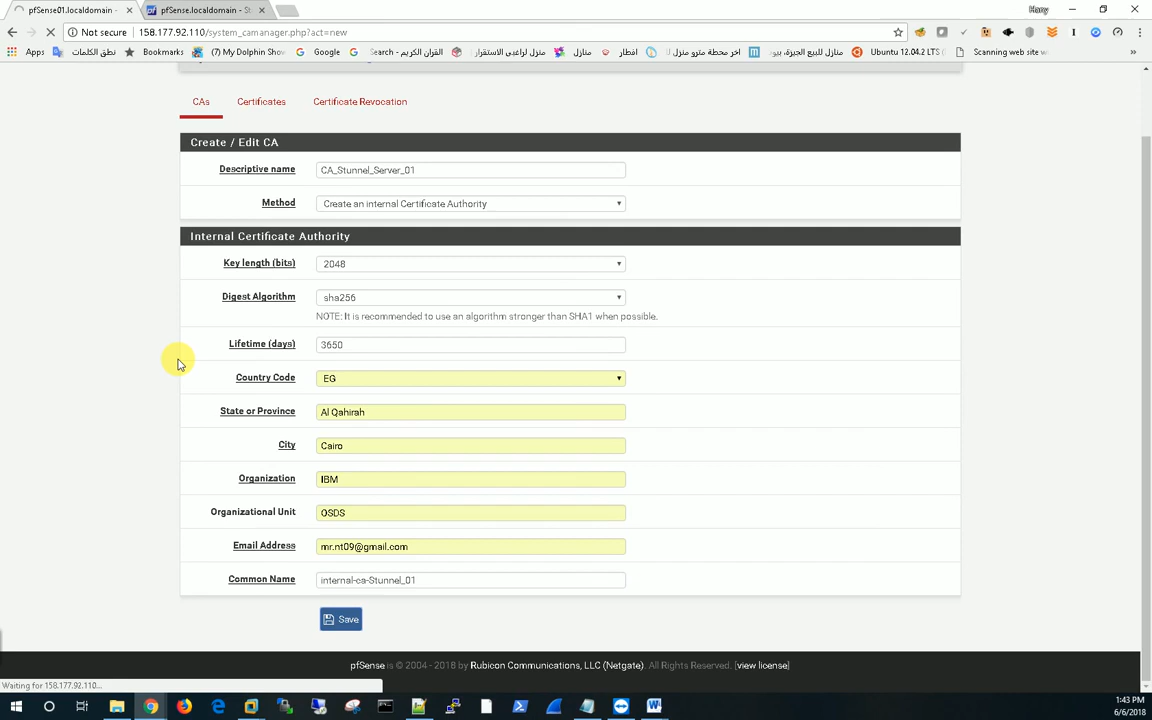 pfSense01.localdomain -
pfSense.localdomain - St
Hany
Not secure 158.177.92.110/system_camanager.php?act=new
Apps نطق الكلمات Bookmarks (7) My Dolphin Show Google Search - القرآن الكريم منزل لراغبى الاستقرار منازل افطار اخر محطة مترو منزل منازل للبيع الجيزة، بيو Ubuntu 12.04.2 LTS ( Scanning web site w »
CAs Certificates Certificate Revocation
Create / Edit CA
Descriptive name CA_Stunnel_Server_01
Method Create an internal Certificate Authority
Internal Certificate Authority
Key length (bits) 2048
Digest Algorithm sha256
NOTE: It is recommended to use an algorithm stronger than SHA1 when possible.
Lifetime (days) 3650
Country Code EG
State or Province Al Qahirah
City Cairo
Organization IBM
Organizational Unit OSDS
Email Address mr.nt09@gmail.com
Common Name internal-ca-Stunnel_01
Save
pfSense is © 2004 - 2018 by Rubicon Communications, LLC (Netgate). All Rights Reserved. [view license]
Waiting for 158.177.92.110...
1:43 PM
6/6/2018